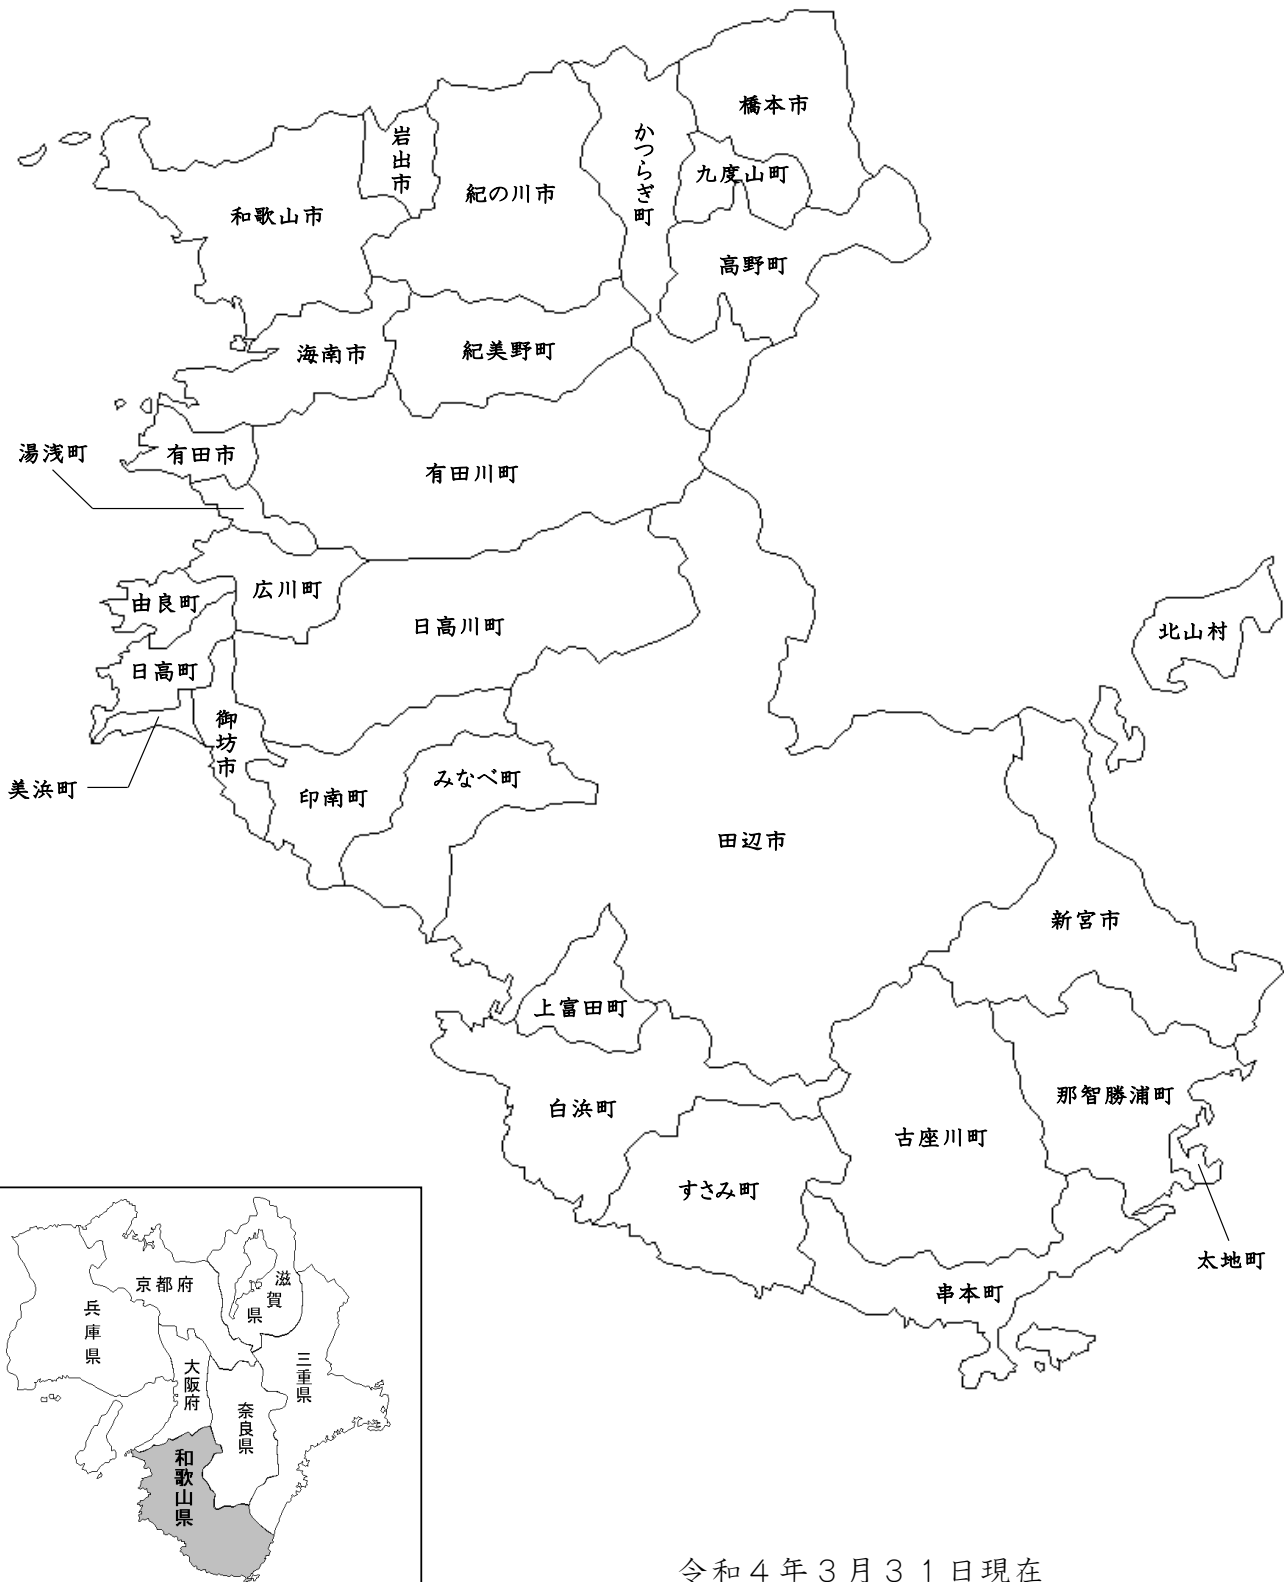 橋本市
岩出市
かつらぎ町
九度山町
紀の川市
和歌山市
高野町
海南市
紀美野町
湯浅町
有田市
有田川町
広川町
由良町
日高川町
北山村
日高町
御坊市
美浜町
印南町
みなべ町
田辺市
新宮市
上富田町
白浜町
那智勝浦町
古座川町
すさみ町
太地町
串本町
京都府
滋賀県
兵庫県
大阪府
三重県
奈良県
和歌山県
令和４年３月３１日現在